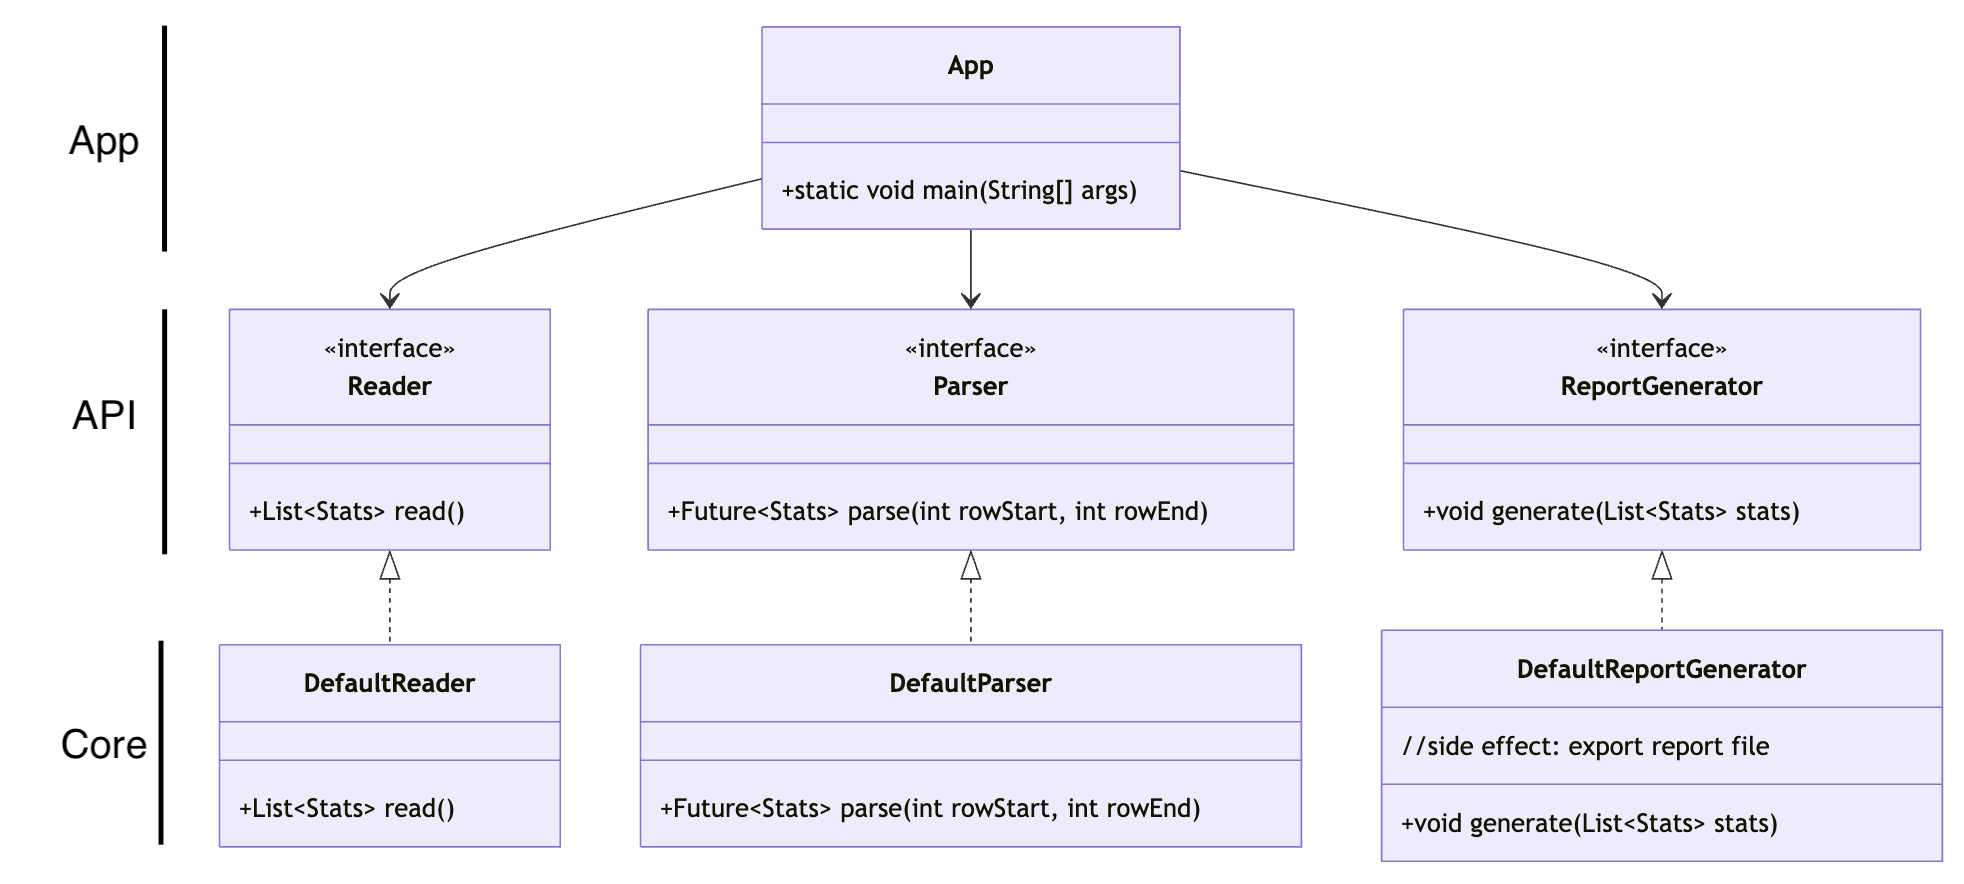 App
App
+static void main(String[] args)
API
«interface»
Reader
+List<Stats> read()
«interface»
Parser
+Future<Stats> parse(int rowStart, int rowEnd)
«interface»
ReportGenerator
+void generate(List<Stats> stats)
Core
DefaultReader
+List<Stats> read()
DefaultParser
+Future<Stats> parse(int rowStart, int rowEnd)
DefaultReportGenerator
//side effect: export report file
+void generate(List<Stats> stats)